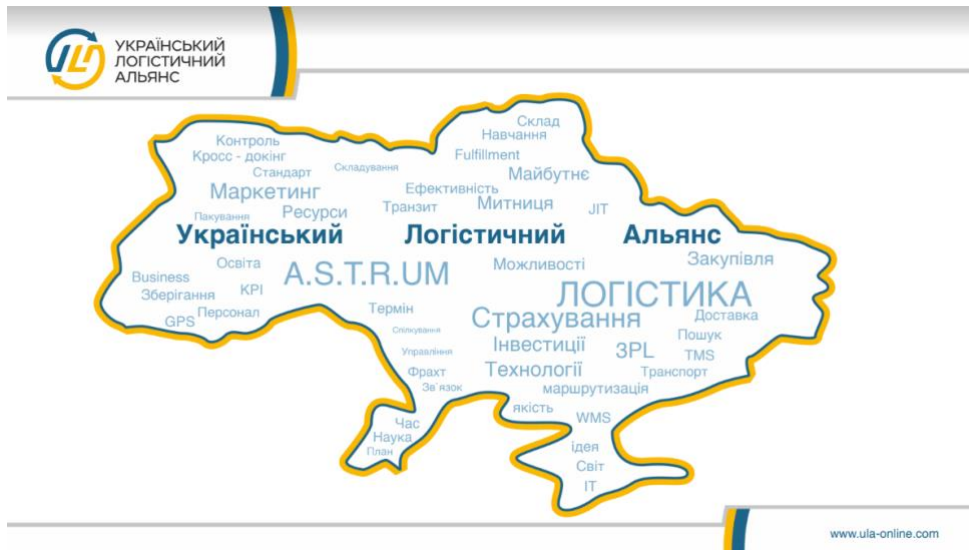 УКРАЇНСЬКИЙ
ЛОГІСТИЧНИЙ
АЛЬЯНС
Склад
Навчання
Контроль
Fulfillment
Кросс - докінг
Складування
Стандарт
Майбутнє
Маркетинг
Ефективність
Митниця
Ресурси
Транзит
JIT
Пакування
Український Логістичний Альянс
Закупівля
Освіта
Можливості
A.S.T.R.UM
Business
KPI
Зберігання
ЛОГІСТИКА
Термін
Персонал
GPS
Страхування
Доставка
Спілкування
Пошук
Інвестиції
Управління
3PL
TMS
Фрахт
Технології
Транспорт
Зв`язок
маршрутизація
якість
WMS
Час
Наука
План
ідея
Світ
IT
www.ula-online.com